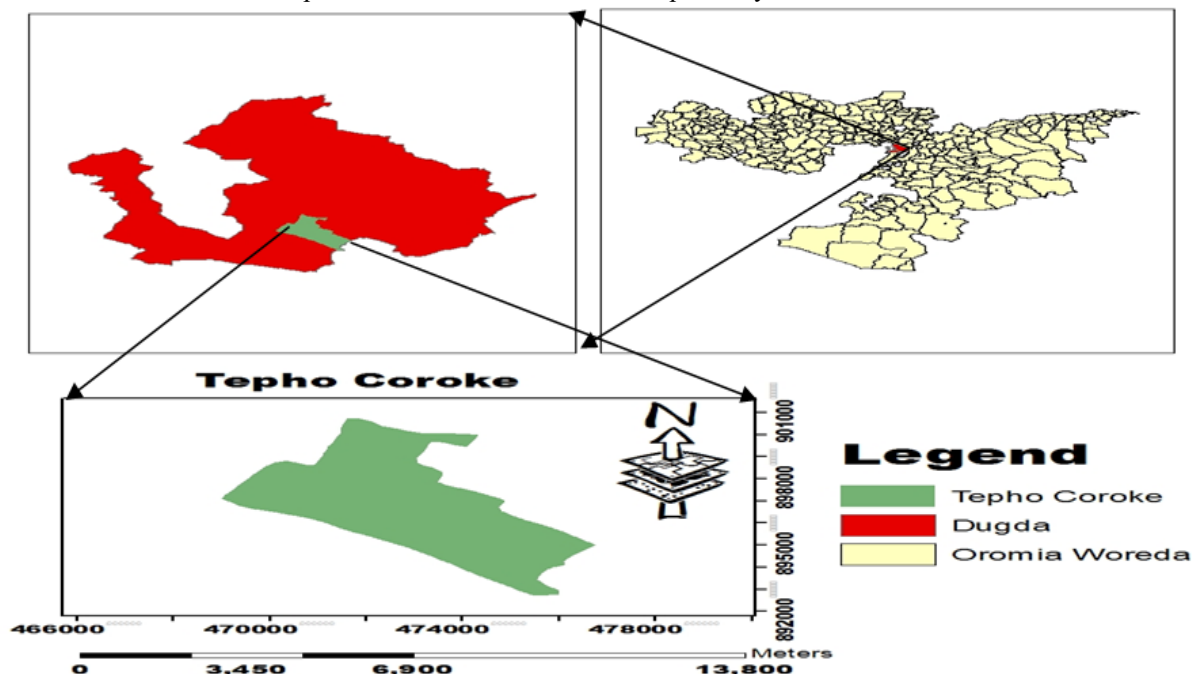 Tepho Coroke
N
901000
898000
895000
892000
466000 470000 474000 478000
Meters
0 3,450 6,900 13,800
Legend
Tepho Coroke
Dugda
Oromia Woreda